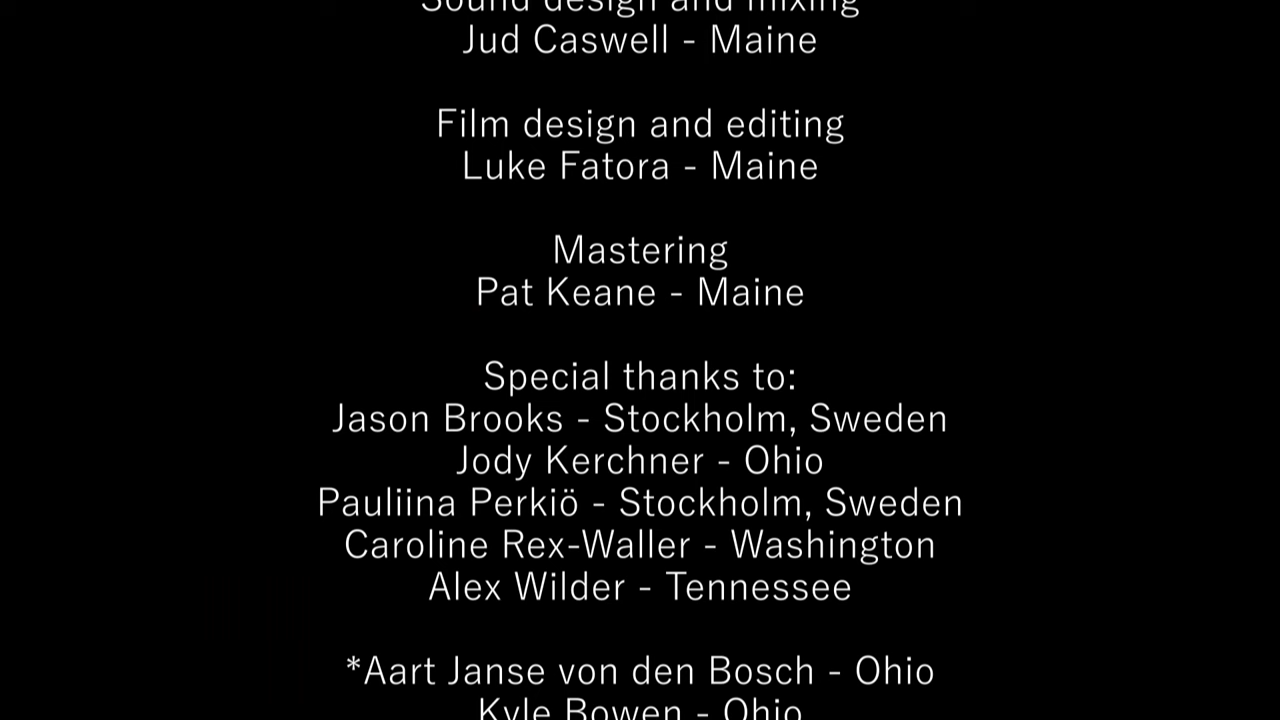 Sound design and mixing
Jud Caswell - Maine
Film design and editing
Luke Fatora - Maine
Mastering
Pat Keane - Maine
Special thanks to:
Jason Brooks - Stockholm, Sweden
Jody Kerchner - Ohio
Pauliina Perkiö - Stockholm, Sweden
Caroline Rex-Waller - Washington
Alex Wilder - Tennessee
*Aart Janse von den Bosch - Ohio
Kyle Bowen - Ohio